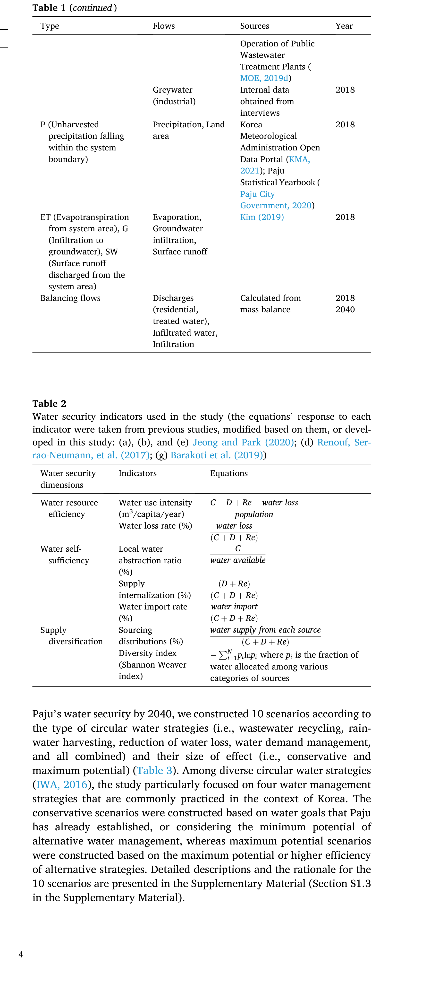 Table 1 (continued)
Type Flows Sources Year
Operation of Public
Wastewater
Treatment Plants (
MOE, 2019d)
Greywater Internal data 2018
(industrial) obtained from
interviews
P (Unharvested Precipitation, Land Korea 2018
precipitation falling area Meteorological
within the system Administration Open
boundary) Data Portal (KMA,
2021); Paju
Statistical Yearbook (
Paju City
Government, 2020)
ET (Evapotranspiration Evaporation, Kim (2019) 2018
from system area), G Groundwater
(Infiltration to infiltration,
groundwater), SW Surface runoff
(Surface runoff
discharged from the
system area)
Balancing flows Discharges Calculated from 2018
(residential, mass balance 2040
treated water),
Infiltrated water,
Infiltration
Table 2
Water security indicators used in the study (the equations’ response to each
indicator were taken from previous studies, modified based on them, or devel-
oped in this study: (a), (b), and (e) Jeong and Park (2020); (d) Renouf, Ser-
rao-Neumann, et al. (2017); (g) Barakoti et al. (2019))
Water security Indicators Equations
dimensions
Water resource Water use intensity C + D + Re − water loss
efficiency (m³/capita/year) population
Water loss rate (%) water loss
(C + D + Re)
Water self- Local water C
sufficiency abstraction ratio water available
(%)
Supply (D + Re)
internalization (%) (C + D + Re)
Water import rate water import
(%) (C + D + Re)
Supply Sourcing water supply from each source
diversification distributions (%) (C + D + Re)
Diversity index − ∑ᴺᵢ₌₁pᵢlnpᵢ where pᵢ is the fraction of
(Shannon Weaver water allocated among various
index) categories of sources
Paju’s water security by 2040, we constructed 10 scenarios according to
the type of circular water strategies (i.e., wastewater recycling, rain-
water harvesting, reduction of water loss, water demand management,
and all combined) and their size of effect (i.e., conservative and
maximum potential) (Table 3). Among diverse circular water strategies
(IWA, 2016), the study particularly focused on four water management
strategies that are commonly practiced in the context of Korea. The
conservative scenarios were constructed based on water goals that Paju
has already established, or considering the minimum potential of
alternative water management, whereas maximum potential scenarios
were constructed based on the maximum potential or higher efficiency
of alternative strategies. Detailed descriptions and the rationale for the
10 scenarios are presented in the Supplementary Material (Section S1.3
in the Supplementary Material).
4